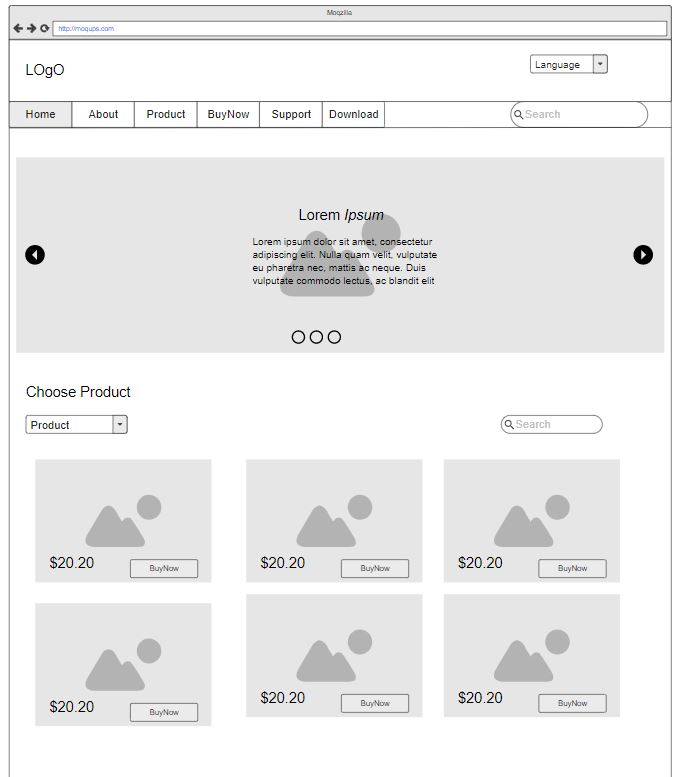 Moqzilla
http://moqups.com
LOgO
Language
Home About Product BuyNow Support Download Search
Lorem Ipsum
Lorem ipsum dolor sit amet, consectetur
adipiscing elit. Nulla quam velit, vulputate
eu pharetra nec, mattis ac neque. Duis
vulputate commodo lectus, ac blandit elit
Choose Product
Product Search
$20.20 BuyNow $20.20 BuyNow $20.20 BuyNow
$20.20 BuyNow $20.20 BuyNow $20.20 BuyNow